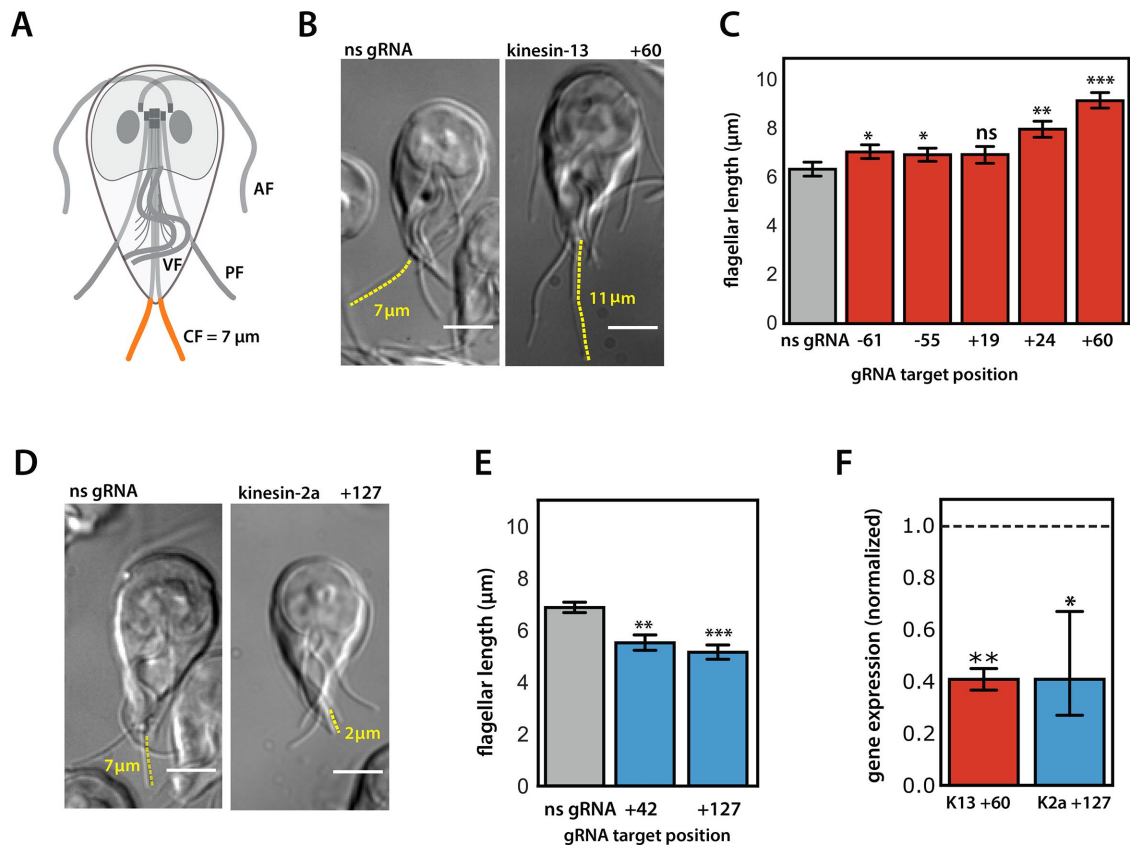 A
AF
VF
PF
CF = 7 µm
B
ns gRNA
kinesin-13 +60
7µm
11µm
C
flagellar length (µm)
10
8
6
4
2
0
* * ns ** ***
ns gRNA -61 -55 +19 +24 +60
gRNA target position
D
ns gRNA
kinesin-2a +127
7µm
2µm
E
flagellar length (µm)
10
8
6
4
2
0
** ***
ns gRNA +42 +127
gRNA target position
F
gene expression (normalized)
1.0
0.8
0.6
0.4
0.2
0.0
** *
K13 +60 K2a +127